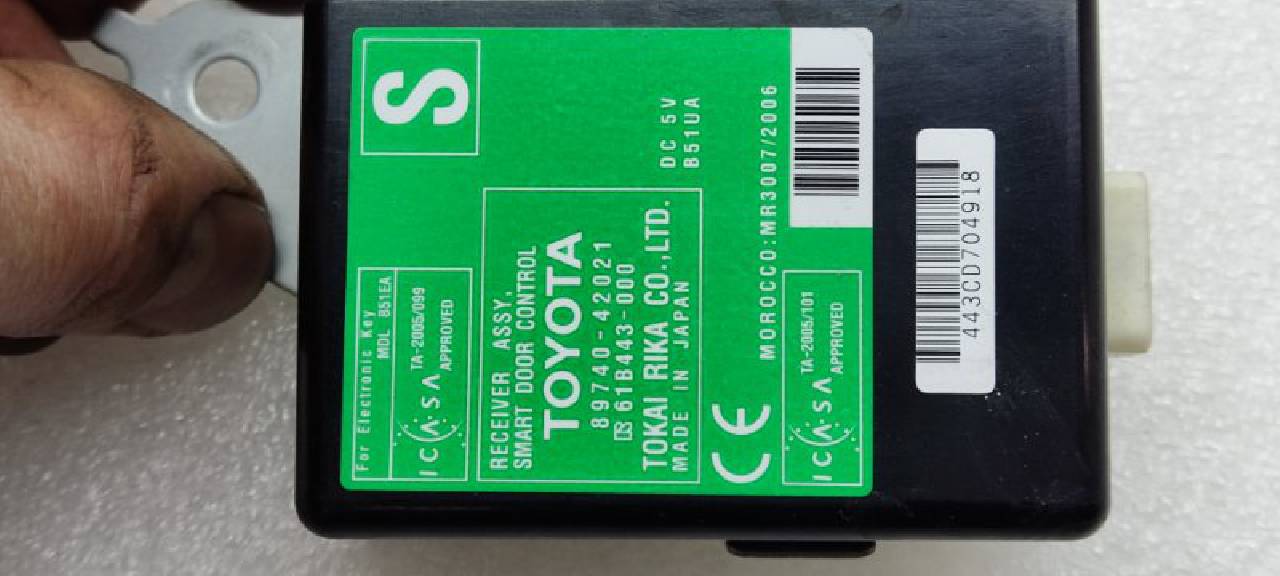 S
DC 5V
B51UA
For Electronic Key
MDL B51EA
ICASA
TA-2005/099
APPROVED
RECEIVER ASSY,
SMART DOOR CONTROL
TOYOTA
89740-42021
61B443-000
TOKAI RIKA CO.,LTD.
MADE IN JAPAN
MOROCCO:MR3007/2006
CE
ICASA
TA-2005/101
APPROVED
443CD704918